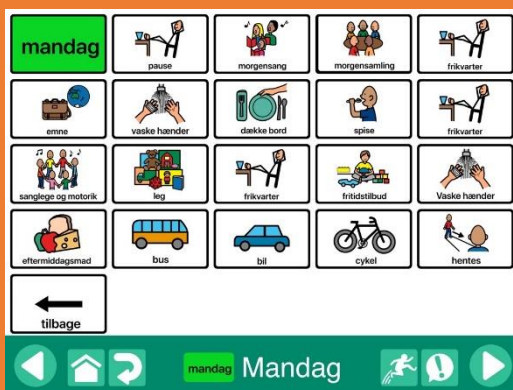 mandag
pause
morgensang
morgensamling
frikvarter
emne
vaske hænder
dække bord
spise
frikvarter
sanglege og motorik
leg
frikvarter
fritidstilbud
Vaske hænder
eftermiddagsmad
bus
bil
cykel
hentes
tilbage
mandag
Mandag